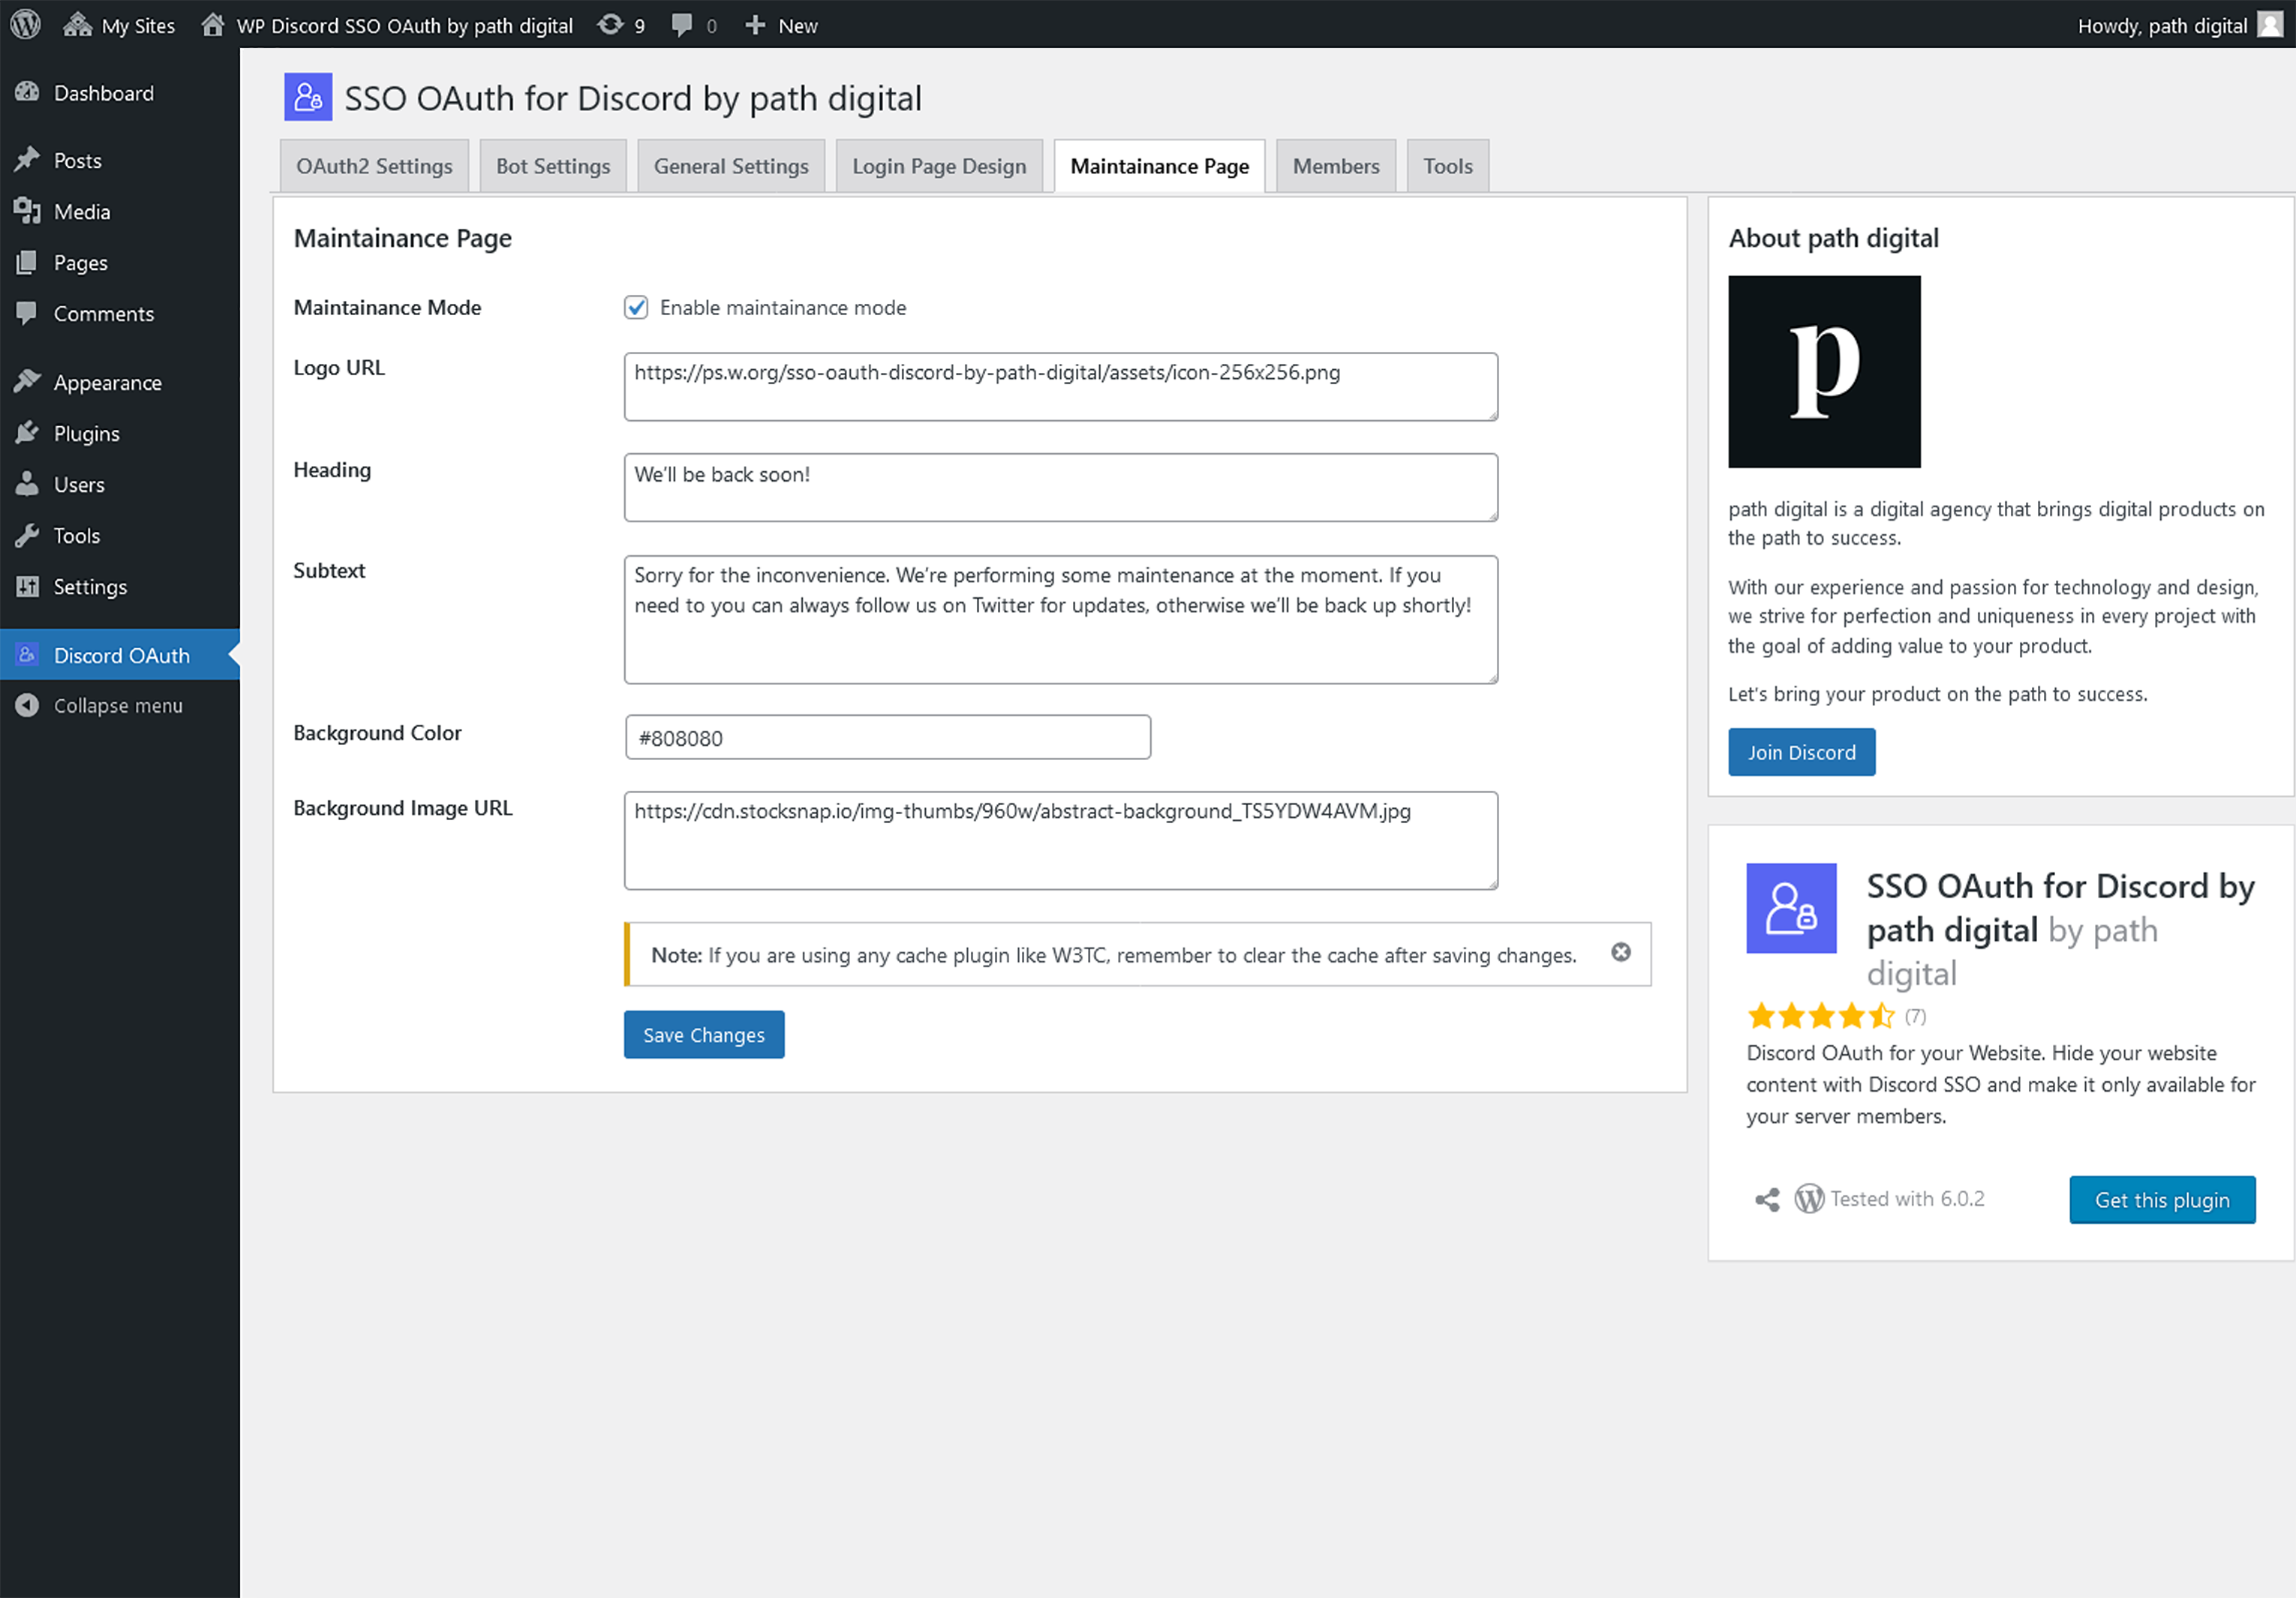 My Sites WP Discord SSO OAuth by path digital 9 0 New Howdy, path digital
Dashboard
Posts
Media
Pages
Comments
Appearance
Plugins
Users
Tools
Settings
Discord OAuth
Collapse menu
SSO OAuth for Discord by path digital
OAuth2 Settings Bot Settings General Settings Login Page Design Maintainance Page Members Tools
Maintainance Page
Maintainance Mode Enable maintainance mode
Logo URL https://ps.w.org/sso-oauth-discord-by-path-digital/assets/icon-256x256.png
Heading We'll be back soon!
Subtext Sorry for the inconvenience. We're performing some maintenance at the moment. If you
need to you can always follow us on Twitter for updates, otherwise we'll be back up shortly!
Background Color #808080
Background Image URL https://cdn.stocksnap.io/img-thumbs/960w/abstract-background_TS5YDW4AVM.jpg
Note: If you are using any cache plugin like W3TC, remember to clear the cache after saving changes.
Save Changes
About path digital
p
path digital is a digital agency that brings digital products on
the path to success.
With our experience and passion for technology and design,
we strive for perfection and uniqueness in every project with
the goal of adding value to your product.
Let's bring your product on the path to success.
Join Discord
SSO OAuth for Discord by
path digital by path
digital
(7)
Discord OAuth for your Website. Hide your website
content with Discord SSO and make it only available for
your server members.
Tested with 6.0.2 Get this plugin